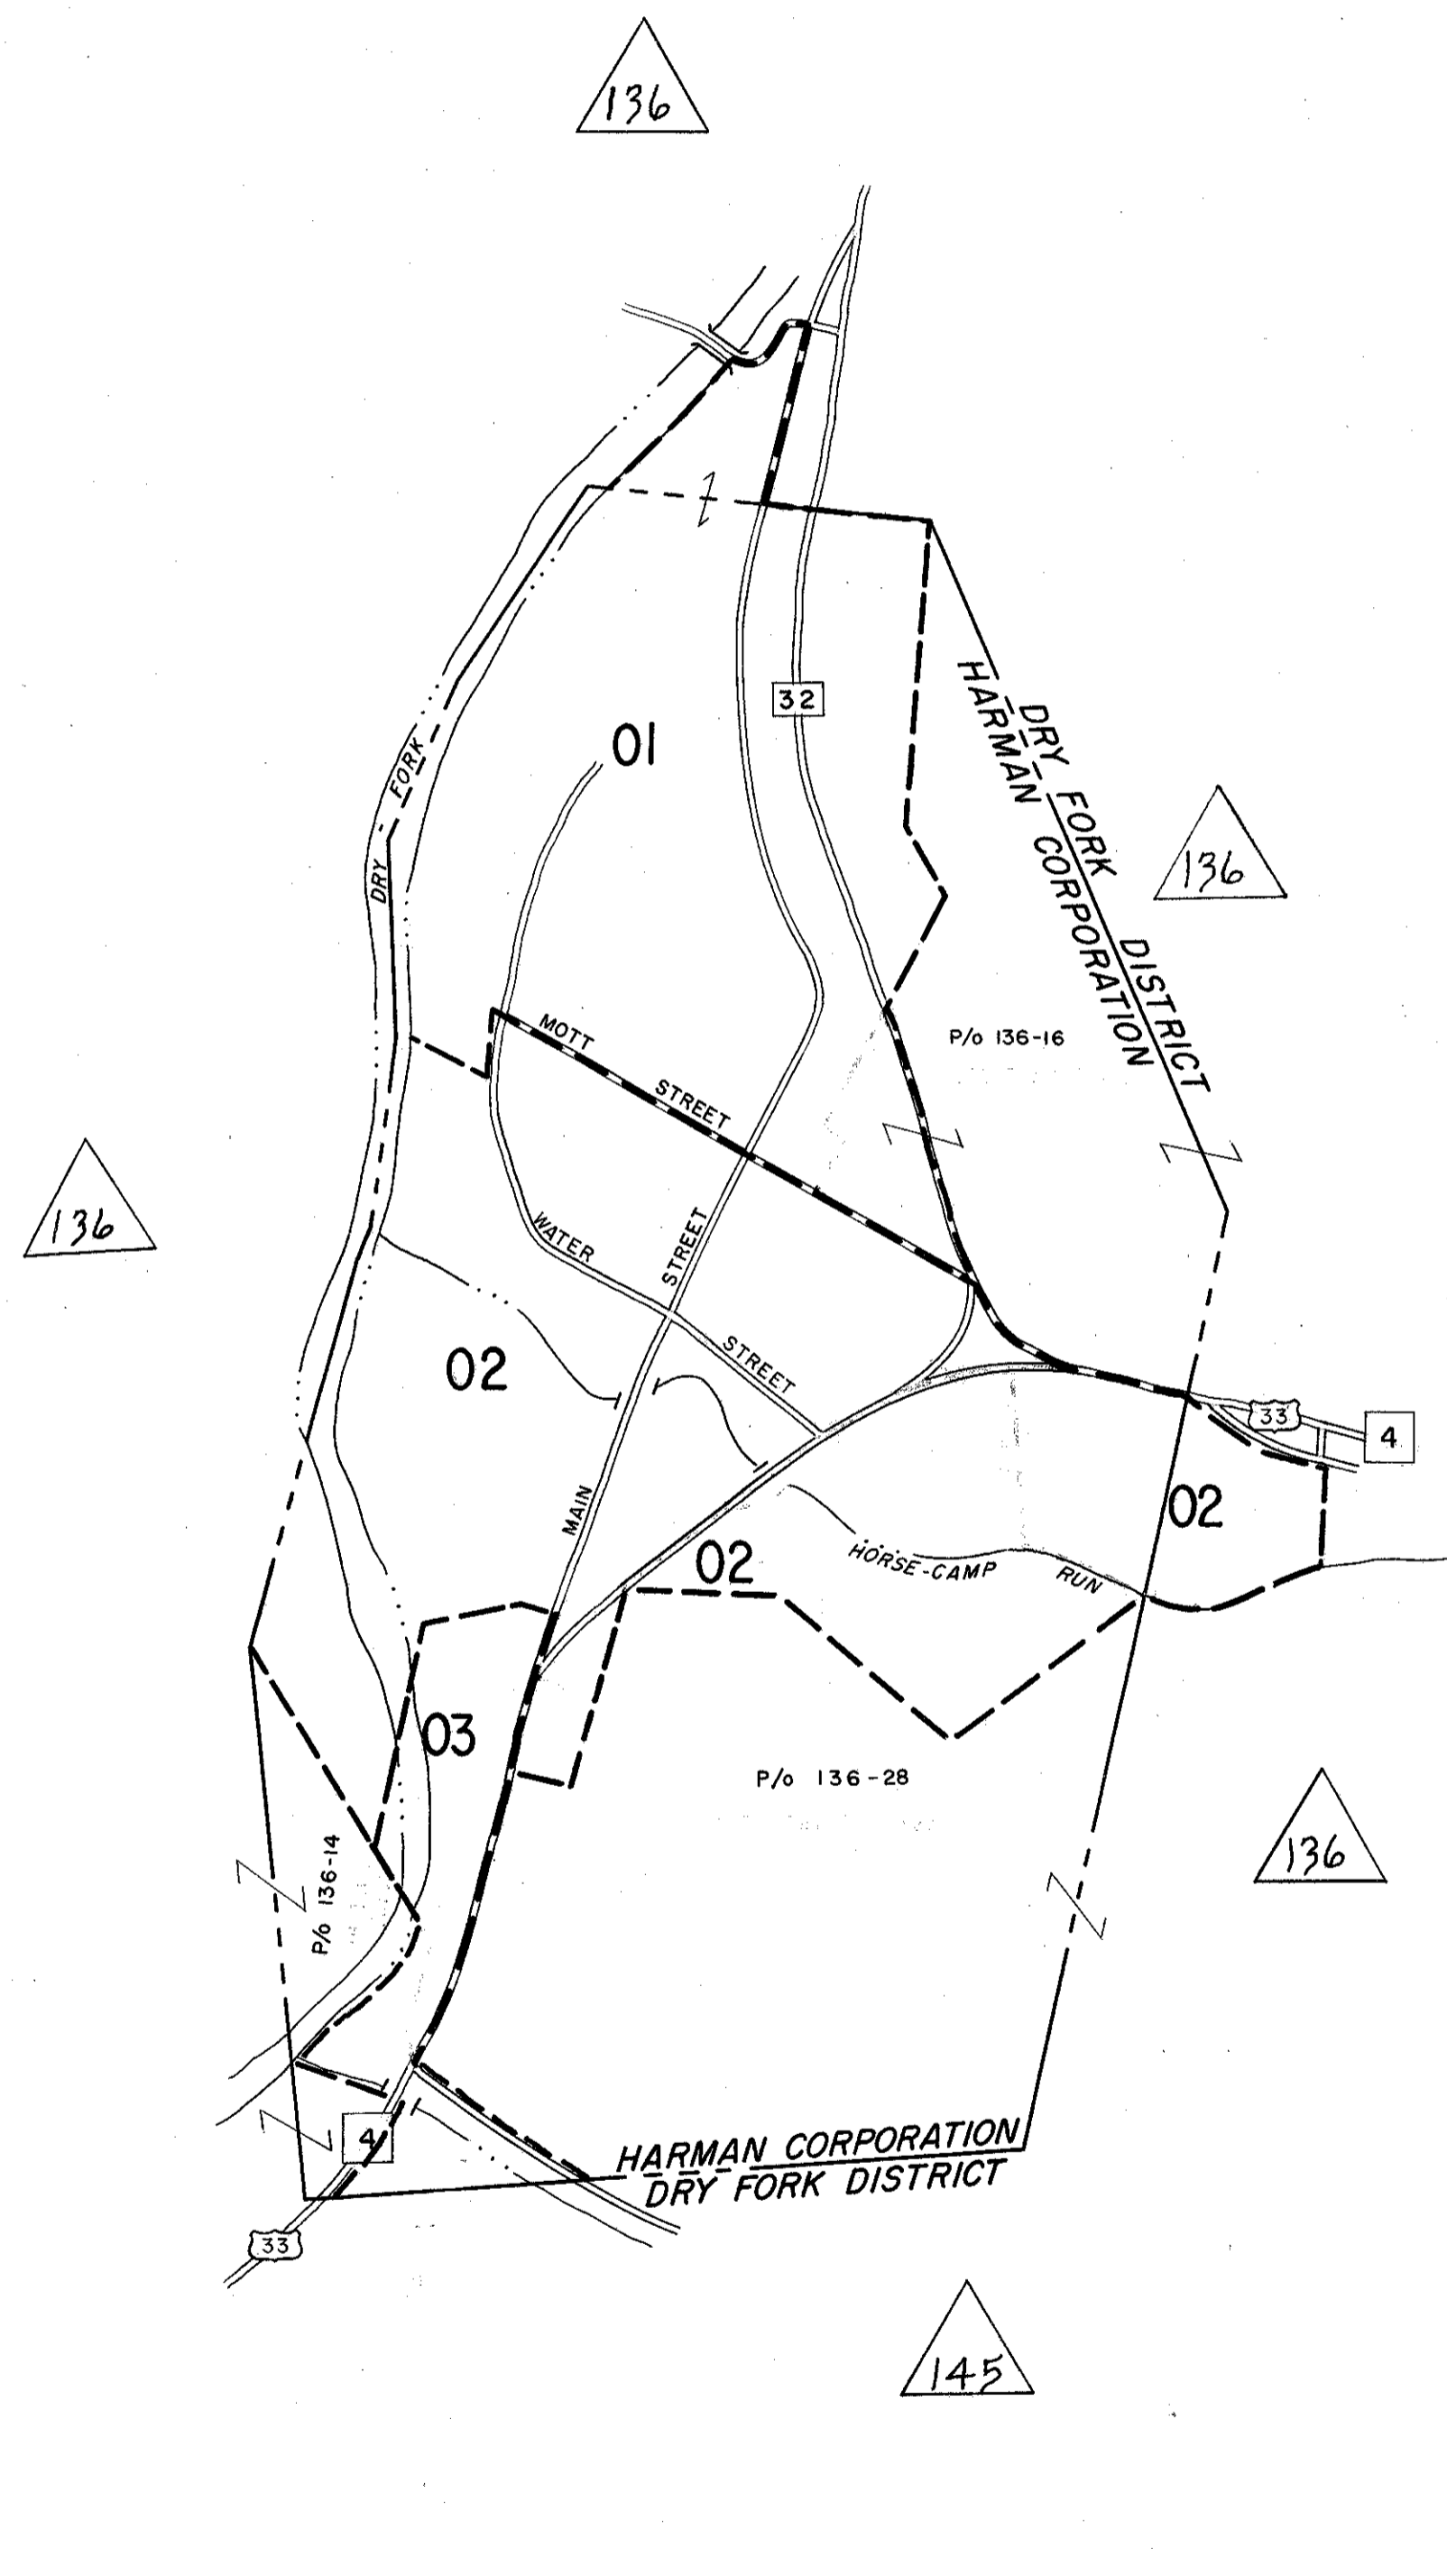 136
32
01
DRY FORK
DRY FORK DISTRICT
HARMAN CORPORATION
136
MOTT STREET
P/o 136-16
136
WATER STREET
MAIN STREET
02
33
4
02
02
HORSE-CAMP RUN
03
P/o 136-28
136
P/o 136-14
4
HARMAN CORPORATION
DRY FORK DISTRICT
33
145